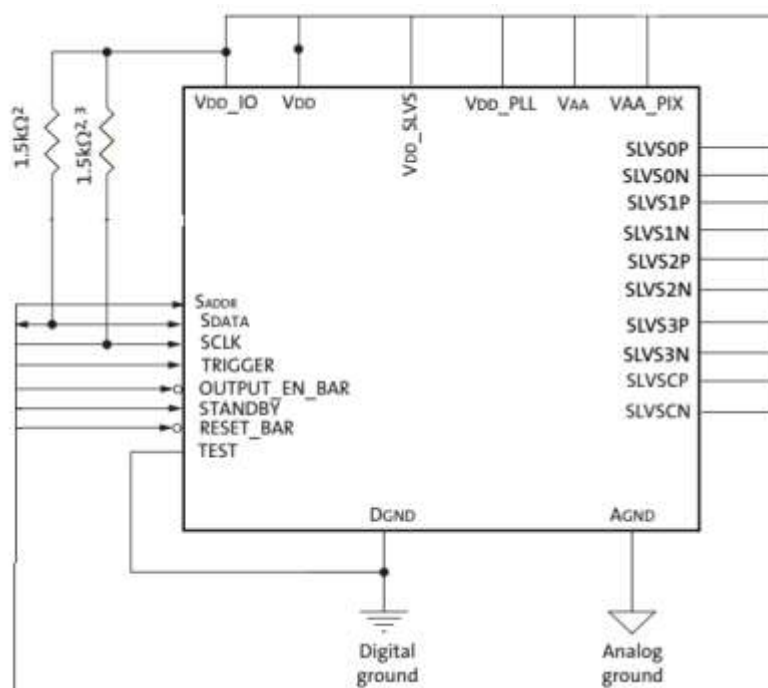 1.5kΩ²
1.5kΩ²,³
VDD_IO VDD VDD_SLVS VDD_PLL VAA VAA_PIX
SLVS0P
SLVS0N
SLVS1P
SLVS1N
SLVS2P
SLVS2N
SLVS3P
SLVS3N
SLVSCP
SLVSCN
SADDR
SDATA
SCLK
TRIGGER
OUTPUT_EN_BAR
STANDBY
RESET_BAR
TEST
DGND AGND
Digital
ground
Analog
ground